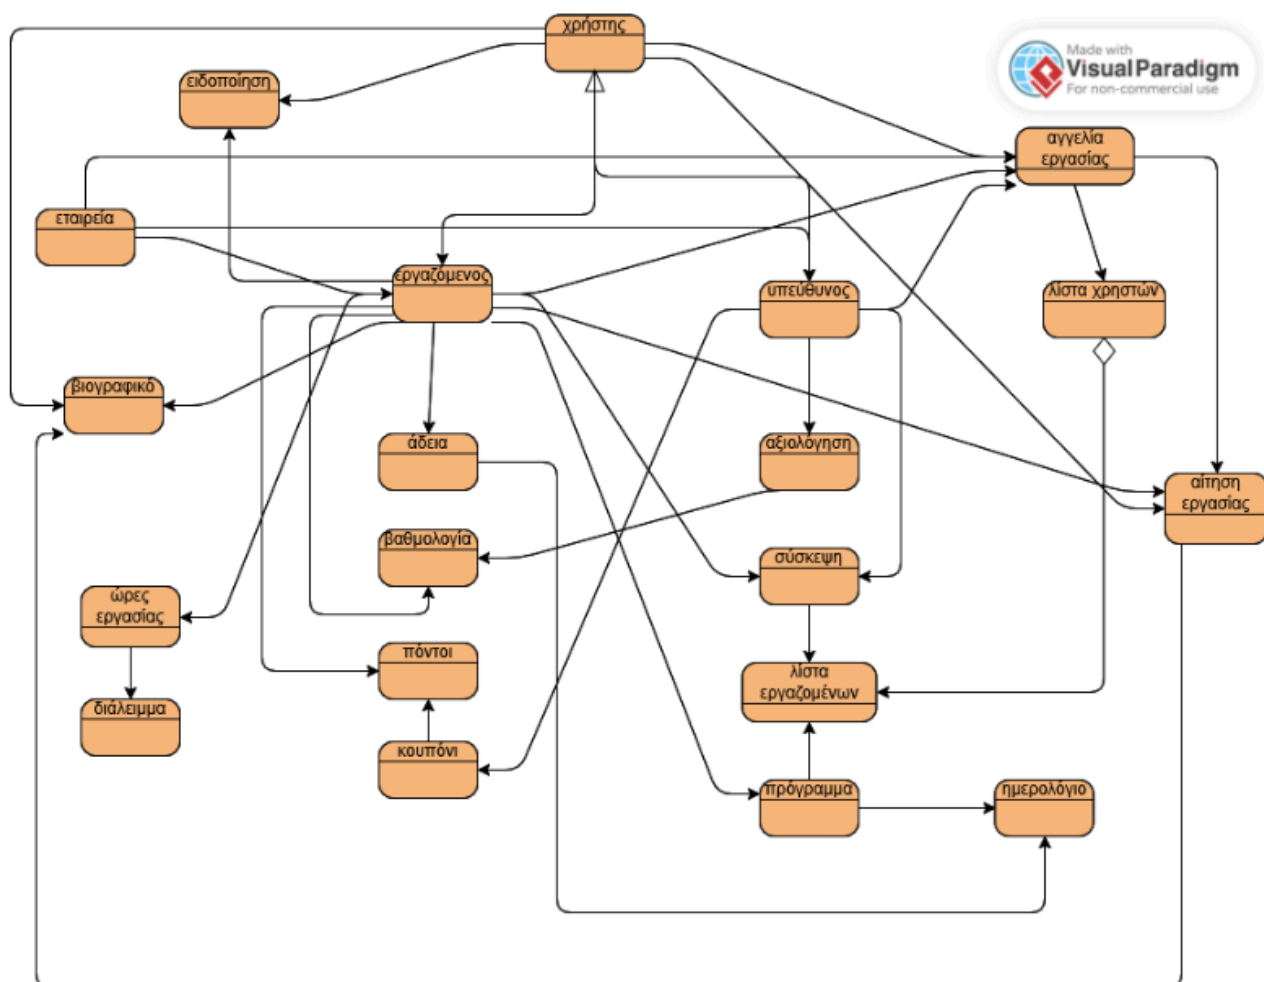 χρήστης
Made with
Visual Paradigm
For non-commercial use
ειδοποίηση
αγγελία
εργασίας
εταιρεία
εργαζόμενος
υπεύθυνος
λίστα χρηστών
βιογραφικό
άδεια
αξιολόγηση
αίτηση
εργασίας
βαθμολογία
σύσκεψη
ώρες
εργασίας
πόντοι
λίστα
εργαζομένων
διάλειμμα
κουπόνι
πρόγραμμα
ημερολόγιο